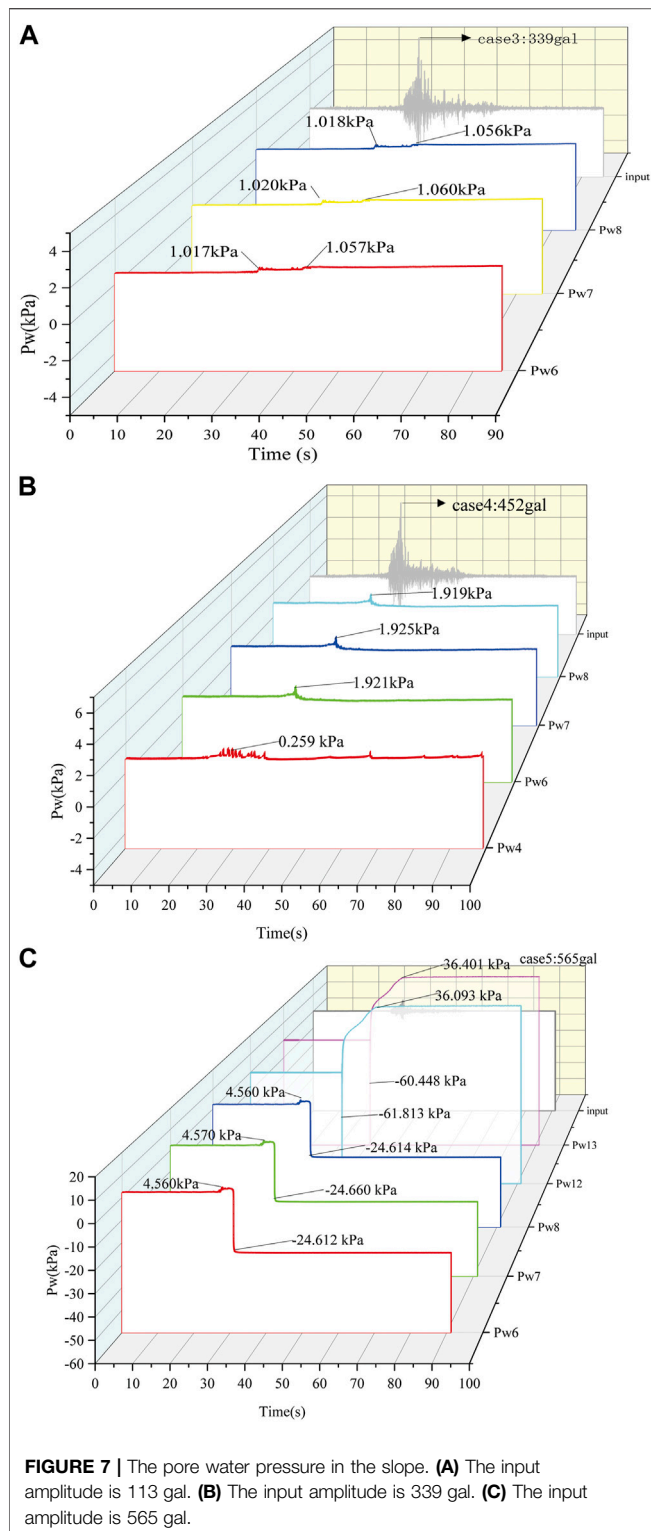 A
case3:339gal
1.018kPa
1.056kPa
1.020kPa
1.060kPa
1.017kPa
1.057kPa
input
Pw8
Pw7
Pw6
Pw(kPa)
4
2
0
-2
-4
0 10 20 30 40 50 60 70 80 90
Time (s)
B
case4:452gal
1.919kPa
1.925kPa
1.921kPa
0.259 kPa
input
Pw8
Pw7
Pw6
Pw4
Pw(kPa)
6
4
2
0
-2
-4
0 10 20 30 40 50 60 70 80 90 100
Time(s)
C
case5:565gal
36.401 kPa
36.093 kPa
-60.448 kPa
4.560 kPa
-61.813 kPa
4.570 kPa
-24.614 kPa
4.560kPa
-24.660 kPa
-24.612 kPa
input
Pw13
Pw12
Pw8
Pw7
Pw6
Pw(kPa)
20
10
0
-10
-20
-30
-40
-50
-60
0 10 20 30 40 50 60 70 80 90 100
Time(s)
FIGURE 7 | The pore water pressure in the slope. (A) The input
amplitude is 113 gal. (B) The input amplitude is 339 gal. (C) The input
amplitude is 565 gal.